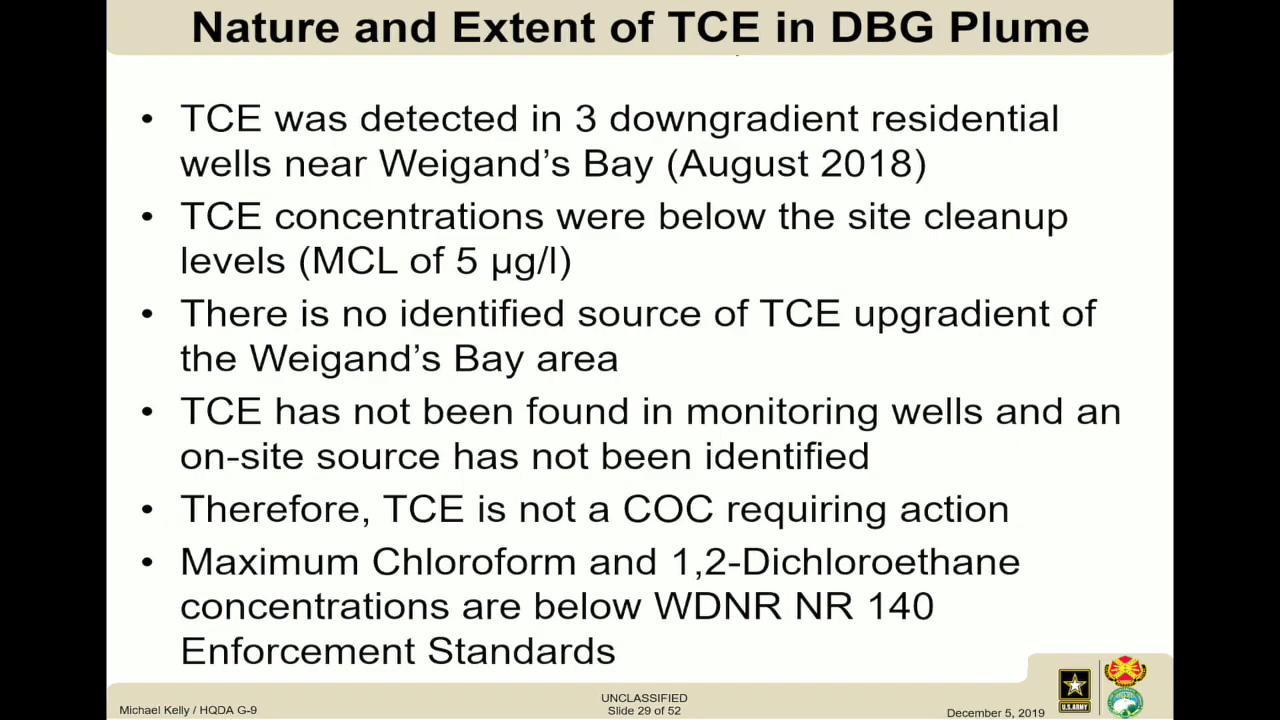 Nature and Extent of TCE in DBG Plume
• TCE was detected in 3 downgradient residential
wells near Weigand’s Bay (August 2018)
• TCE concentrations were below the site cleanup
levels (MCL of 5 µg/l)
• There is no identified source of TCE upgradient of
the Weigand’s Bay area
• TCE has not been found in monitoring wells and an
on-site source has not been identified
• Therefore, TCE is not a COC requiring action
• Maximum Chloroform and 1,2-Dichloroethane
concentrations are below WDNR NR 140
Enforcement Standards
Michael Kelly / HQDA G-9
UNCLASSIFIED
Slide 29 of 52
December 5, 2019
U.S. ARMY